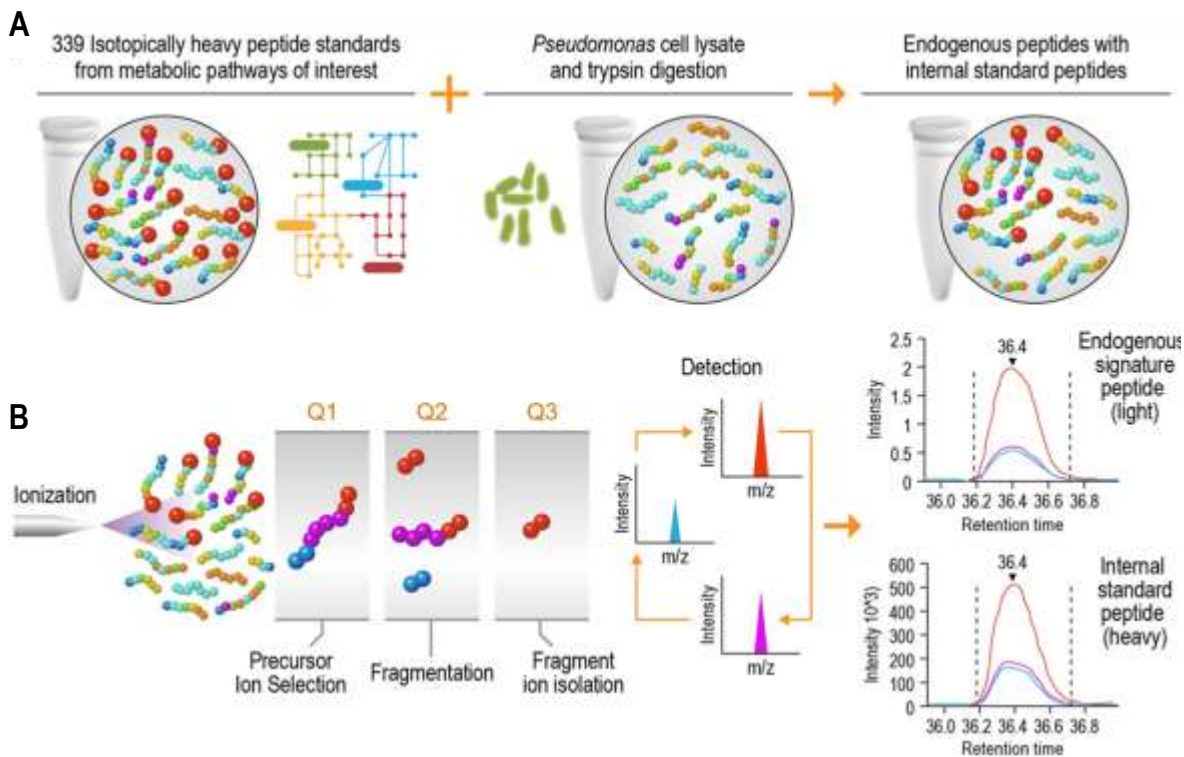 A
339 Isotopically heavy peptide standards
from metabolic pathways of interest
Pseudomonas cell lysate
and trypsin digestion
Endogenous peptides with
internal standard peptides
B
Ionization
Q1
Q2
Q3
Precursor
Ion Selection
Fragmentation
Fragment
ion isolation
Detection
Intensity
m/z
Intensity
m/z
Intensity
m/z
Endogenous
signature
peptide
(light)
36.4
Intensity
2.5
2
1.5
1
0.5
0
36.0 36.2 36.4 36.6 36.8
Retention time
Internal
standard
peptide
(heavy)
36.4
Intensity 10^3)
600
500
400
300
200
100
0
36.0 36.2 36.4 36.6 36.8
Retention time